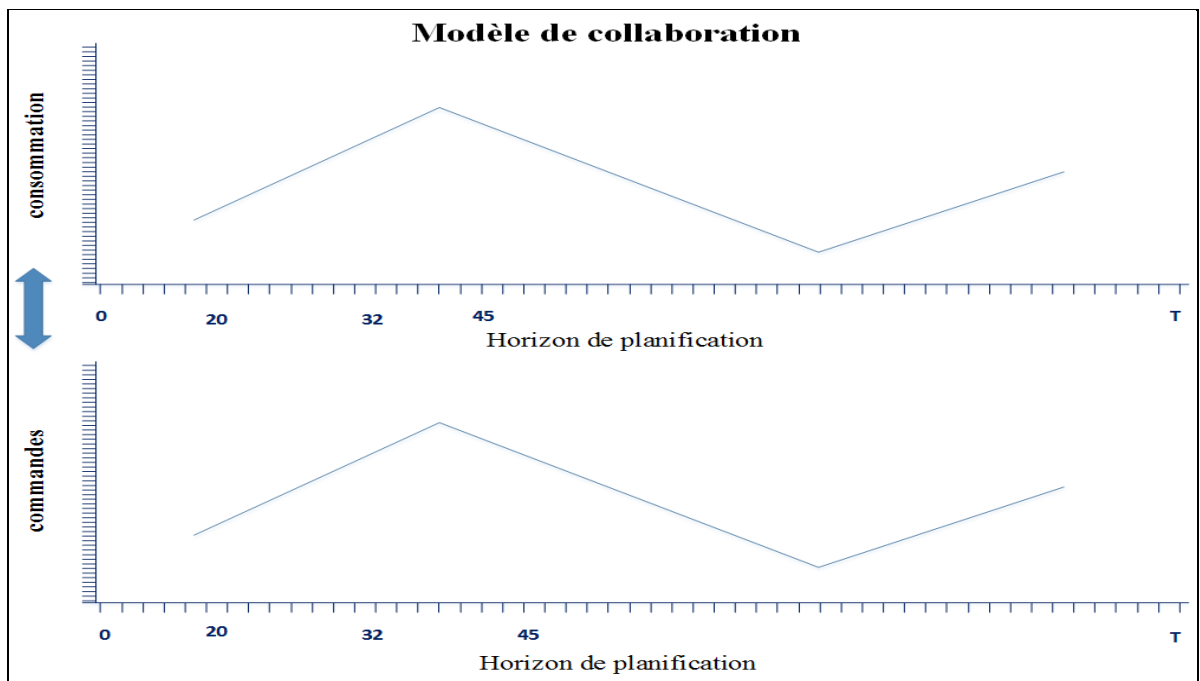 Modèle de collaboration
consommation
0 20 32 45 T
Horizon de planification
commandes
0 20 32 45 T
Horizon de planification